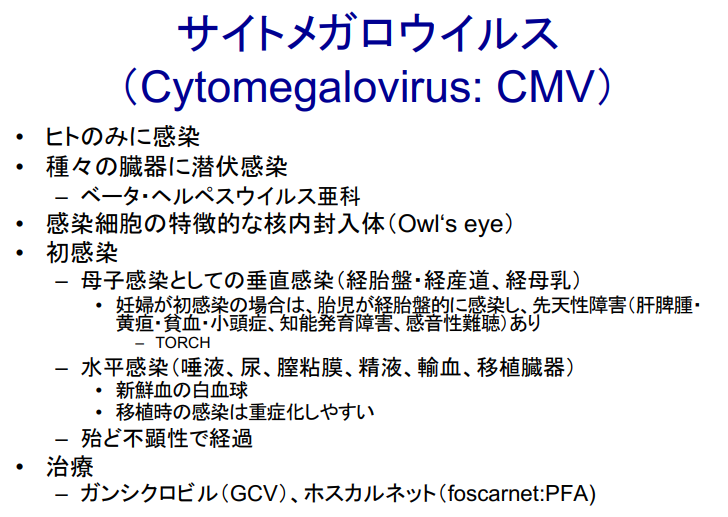 サイトメガロウイルス
（Cytomegalovirus: CMV）
• ヒトのみに感染
• 種々の臓器に潜伏感染
– ベータ・ヘルペスウイルス亜科
• 感染細胞の特徴的な核内封入体（Owl‘s eye）
• 初感染
– 母子感染としての垂直感染（経胎盤・経産道、経母乳）
• 妊婦が初感染の場合は、胎児が経胎盤的に感染し、先天性障害（肝脾腫・
黄疸・貧血・小頭症、知能発育障害、感音性難聴）あり
– TORCH
– 水平感染（唾液、尿、膣粘膜、精液、輸血、移植臓器）
• 新鮮血の白血球
• 移植時の感染は重症化しやすい
– 殆ど不顕性で経過
• 治療
– ガンシクロビル（GCV）、ホスカルネット（foscarnet:PFA)